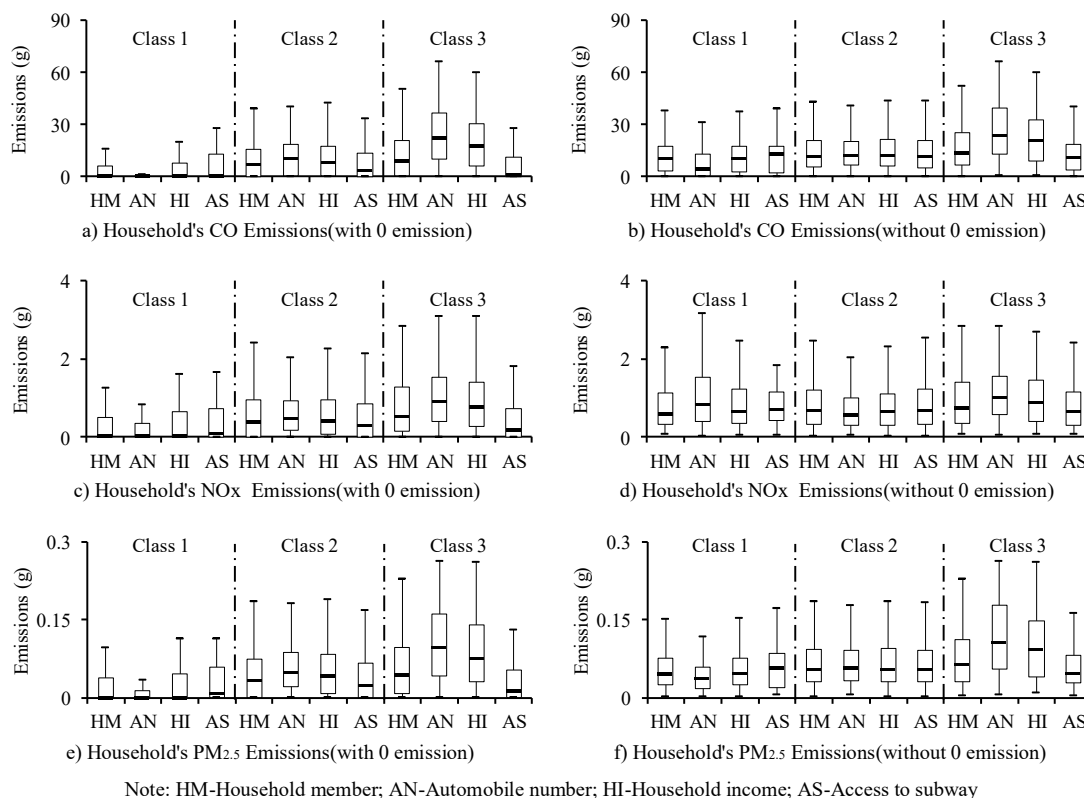 90
60
30
0
Emissions (g)
Class 1 Class 2 Class 3
HM AN HI AS HM AN HI AS HM AN HI AS
a) Household's CO Emissions(with 0 emission)
90
60
30
0
Emissions (g)
Class 1 Class 2 Class 3
HM AN HI AS HM AN HI AS HM AN HI AS
b) Household's CO Emissions(without 0 emission)
4
2
0
Emissions (g)
Class 1 Class 2 Class 3
HM AN HI AS HM AN HI AS HM AN HI AS
c) Household's NOx Emissions(with 0 emission)
4
2
0
Emissions (g)
Class 1 Class 2 Class 3
HM AN HI AS HM AN HI AS HM AN HI AS
d) Household's NOx Emissions(without 0 emission)
0.3
0.15
0
Emissions (g)
Class 1 Class 2 Class 3
HM AN HI AS HM AN HI AS HM AN HI AS
e) Household's PM2.5 Emissions(with 0 emission)
0.3
0.15
0
Emissions (g)
Class 1 Class 2 Class 3
HM AN HI AS HM AN HI AS HM AN HI AS
f) Household's PM2.5 Emissions(without 0 emission)
Note: HM-Household member; AN-Automobile number; HI-Household income; AS-Access to subway